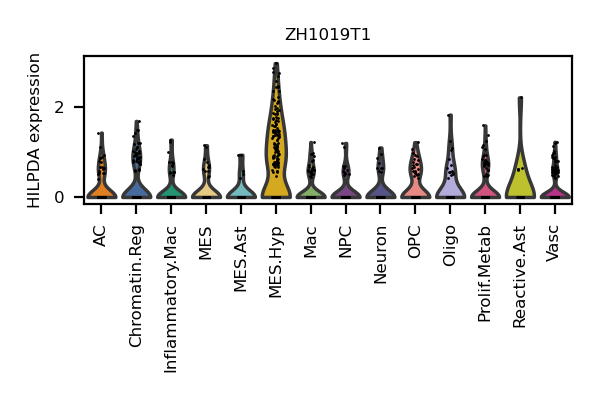 ZH1019T1
HILPDA expression
2
0
AC
Chromatin.Reg
Inflammatory.Mac
MES
MES.Ast
MES.Hyp
Mac
NPC
Neuron
OPC
Oligo
Prolif.Metab
Reactive.Ast
Vasc